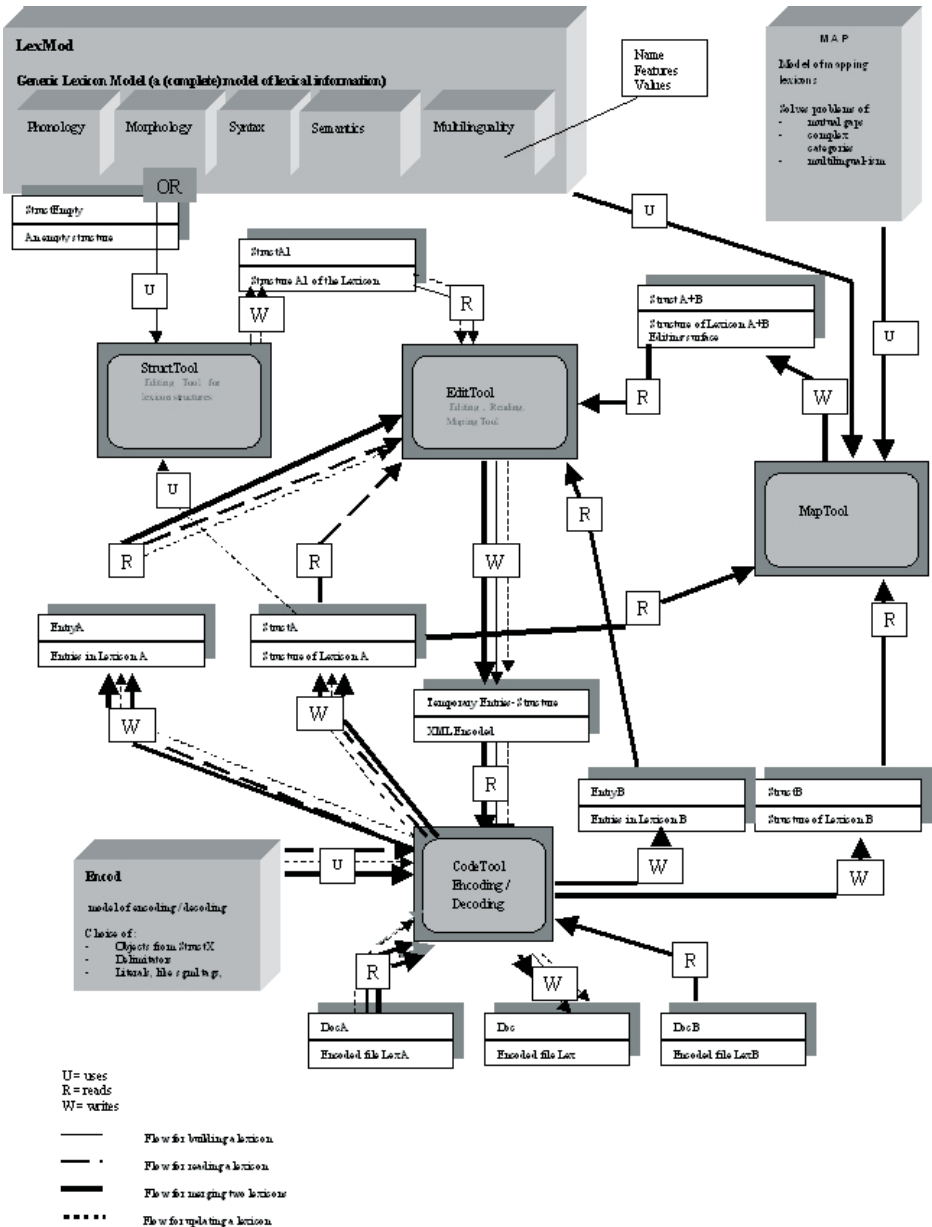 LexMod
Generic Lexicon Model (a (complete) model of lexical information)
Phonology
Morphology
Syntax
Semantics
Multilinguality
Name
Features
Values
MAP
Model of mapping
lexicons
Solves problems of
- mutual gaps
- complex
categories
- multilingual-ism
OR
StructEmpty
An empty structure
U
U
StructA1
Structure A1 of the Lexicon
U
W
R
Struct A+B
Structure of Lexicon A+B
Editing surface
StructTool
Editing Tool for
lexicon structures
EditTool
Editing , Reading,
Maping Tool
R
W
U
MapTool
R
R
R
W
R
R
EntryA
Entries in Lexicon A
StructA
Structure of Lexicon A
W
W
Temporary Entries- Structure
XML Encoded
R
EntryB
Entries in Lexicon B
StructB
Structure of Lexicon B
Encod
model of encoding / decoding
Choice of :
- Objects from StructX
- Delimitators
- Literals, like sgml tags,
U
CodeTool
Encoding /
Decoding
W
W
R
W
R
DocA
Encoded file LexA
Doc
Encoded file Lex
DocB
Encoded file LexB
U= uses
R = reads
W= writes
Flow for building a lexicon
Flow for reading a lexicon
Flow for merging two lexicons
Flow for updating a lexicon